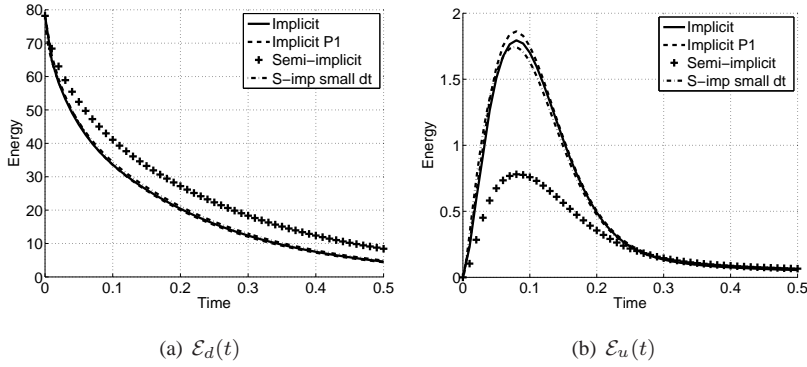 80
70
60
50
40
30
20
10
0
0
0.1
0.2
0.3
0.4
0.5
Energy
Time
Implicit
Implicit P1
Semi−implicit
S−imp small dt
(a) ℰ_d(t)
2
1.5
1
0.5
0
0
0.1
0.2
0.3
0.4
0.5
Energy
Time
Implicit
Implicit P1
Semi−implicit
S−imp small dt
(b) ℰ_u(t)